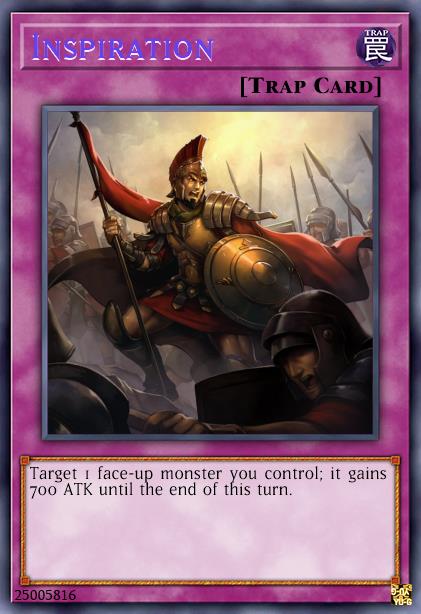 Inspiration
TRAP
罠
[Trap Card]
Target 1 face-up monster you control; it gains
700 ATK until the end of this turn.
25005816